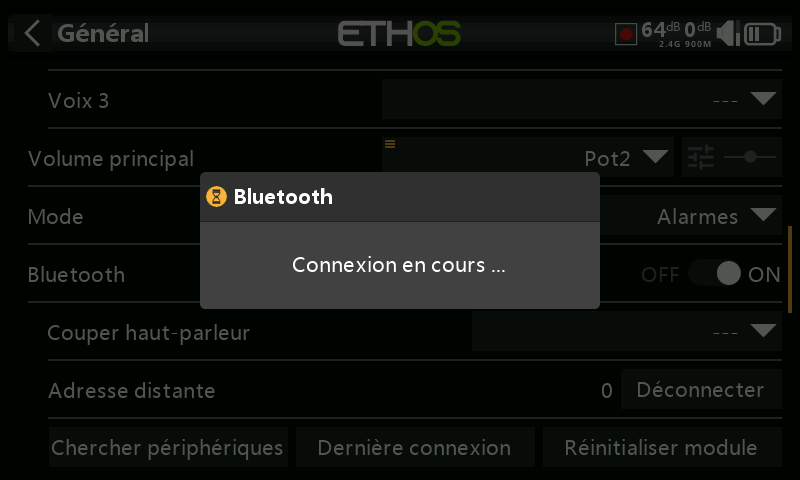 Général
ETHOS
64dB 0dB
2.4G 900M
Voix 3 ---
Volume principal Pot2
Bluetooth
Mode Alarmes
Connexion en cours ...
Bluetooth OFF ON
Couper haut-parleur ---
Adresse distante 0 Déconnecter
Chercher périphériques Dernière connexion Réinitialiser module